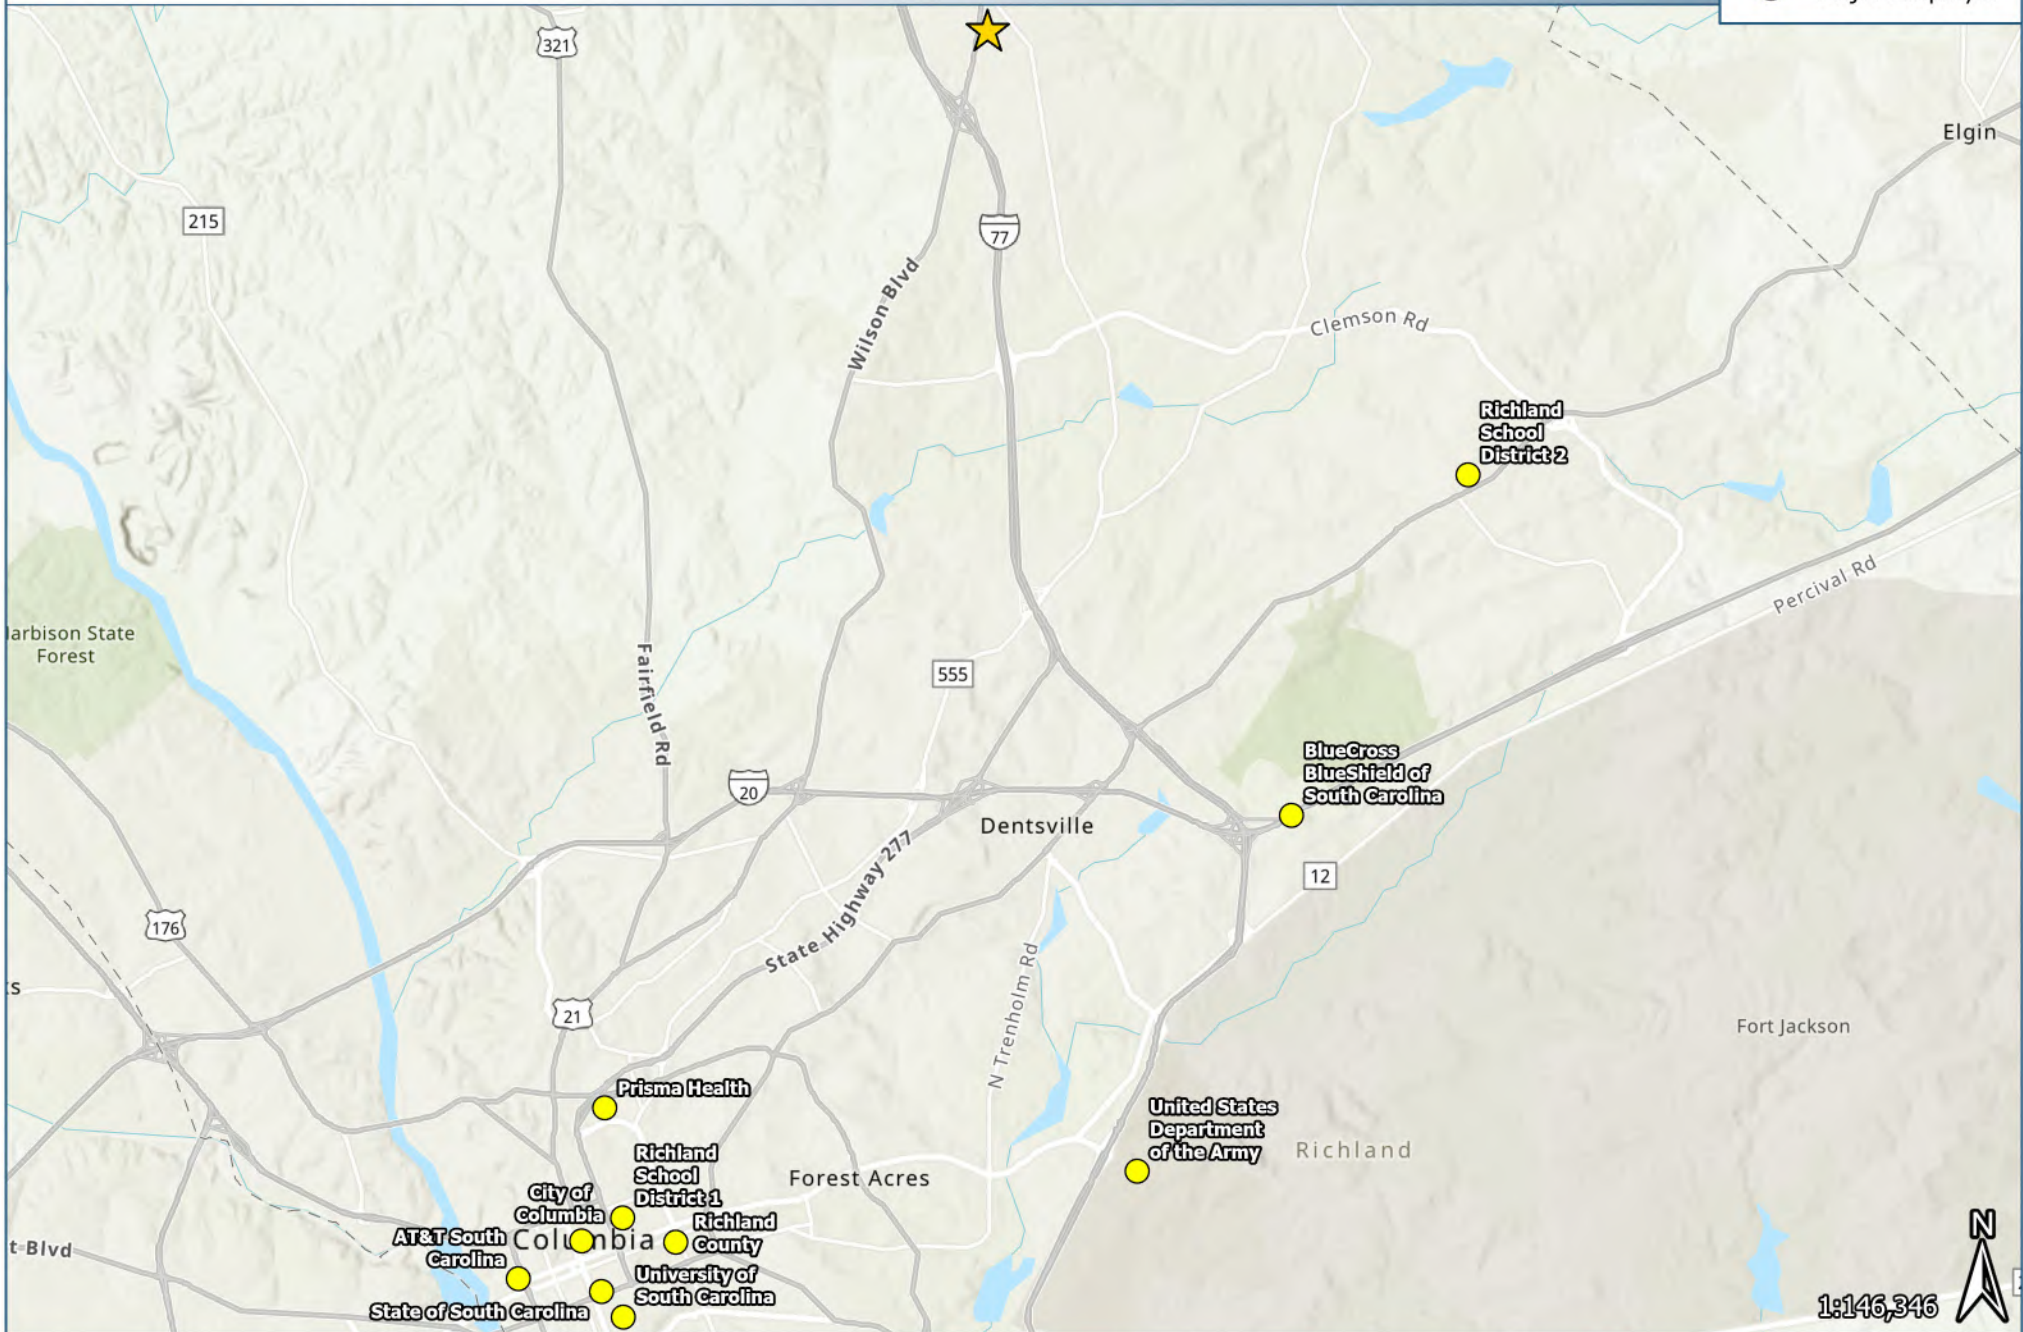 321
Elgin
215
77
Wilson Blvd
Clemson Rd
Richland
School
District 2
Percival Rd
Forest
Fairfield Rd
State
555
BlueCross
BlueShield of
South Carolina
20
Dentsville
12
State Highway 277
176
21
N Trenholm Rd
Fort Jackson
Prisma Health
United States
Department
of the Army
Richland
Richland
School
District 1
Forest Acres
City of
Columbia
Richland
County
AT&T South
Carolina
Columbia
t Blvd
University of
South Carolina
State of South Carolina
N
1:146,346